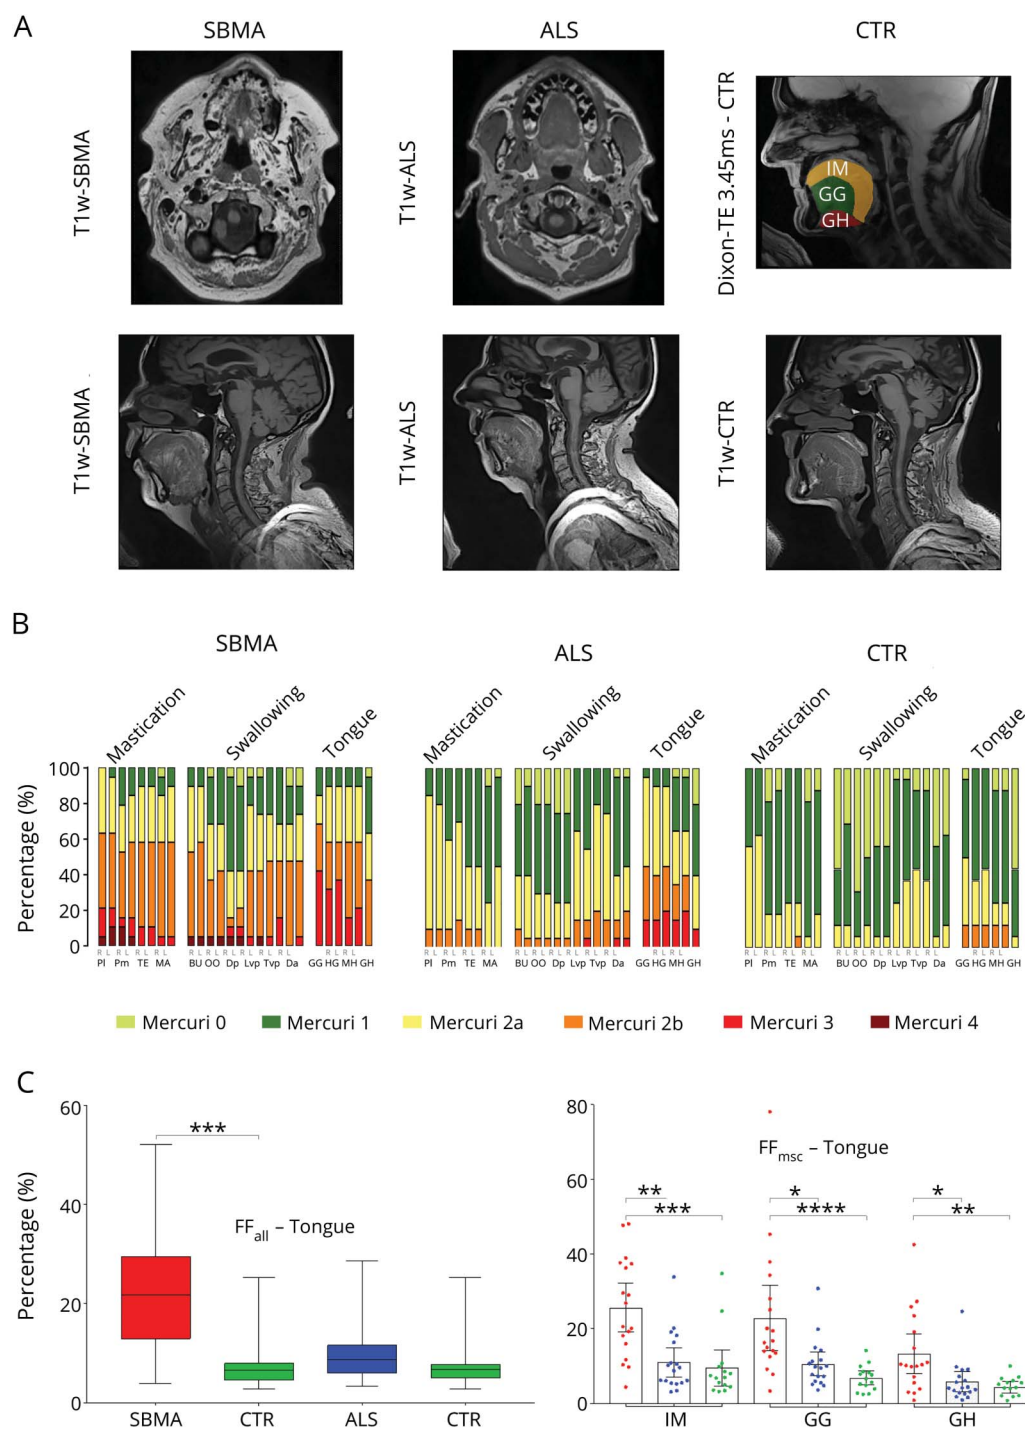 A
SBMA
ALS
CTR
T1w-SBMA
T1w-ALS
Dixon-TE 3.45ms - CTR
IM
GG
GH
T1w-SBMA
T1w-ALS
T1w-CTR
B
SBMA
ALS
CTR
Mastication Swallowing Tongue
Mastication Swallowing Tongue
Mastication Swallowing Tongue
Percentage (%)
100
80
60
40
20
0
R L R L R L R L R L R L R L R L R L R L R L R L
PI Pm TE MA BU OO Dp Lvp Tvp Da GG HG MH GH
PI Pm TE MA BU OO Dp Lvp Tvp Da GG HG MH GH
PI Pm TE MA BU OO Dp Lvp Tvp Da GG HG MH GH
Mercuri 0 Mercuri 1 Mercuri 2a Mercuri 2b Mercuri 3 Mercuri 4
C
Percentage (%)
60
40
20
0
***
FFall – Tongue
SBMA CTR ALS CTR
80
60
40
20
0
FFmsc – Tongue
** * *
*** **** **
IM GG GH